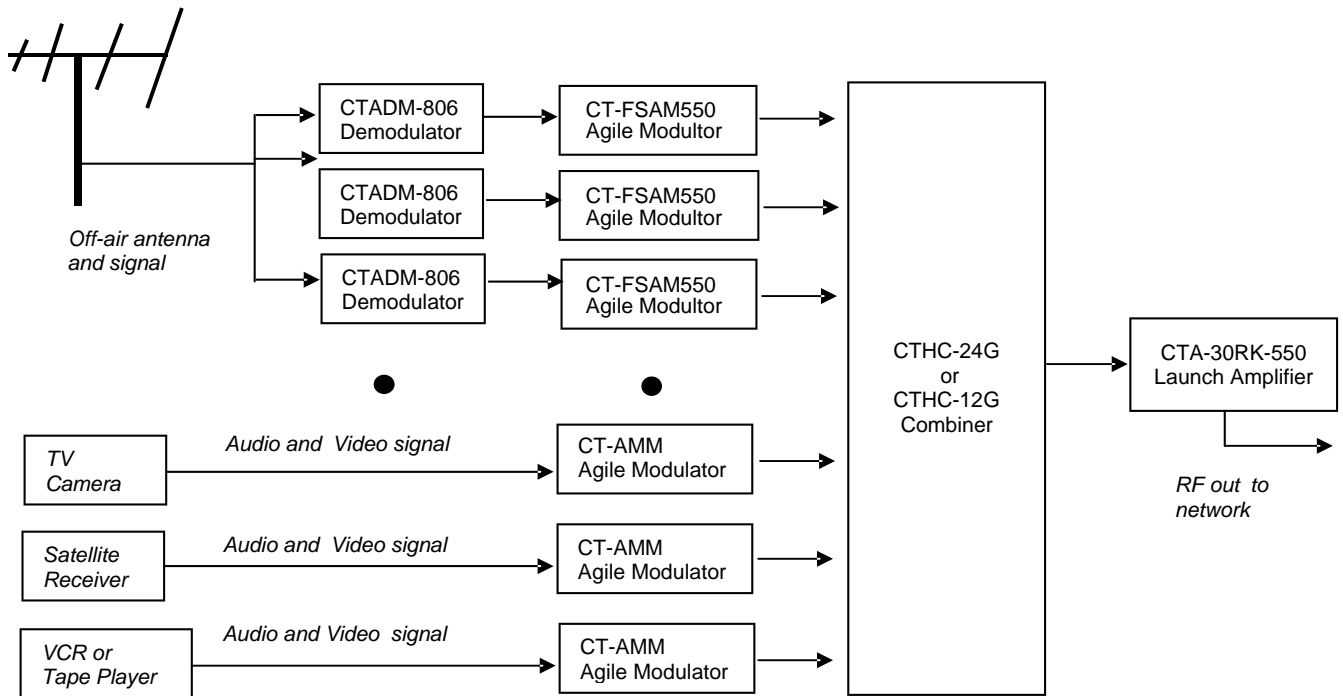 CTADM-806
Demodulator
CT-FSAM550
Agile Modultor
CTADM-806
Demodulator
CT-FSAM550
Agile Modultor
Off-air antenna
and signal
CTADM-806
Demodulator
CT-FSAM550
Agile Modultor
CTHC-24G
or
CTHC-12G
Combiner
CTA-30RK-550
Launch Amplifier
TV
Camera
Audio and Video signal
CT-AMM
Agile Modulator
RF out to
network
Satellite
Receiver
Audio and Video signal
CT-AMM
Agile Modulator
VCR or
Tape Player
Audio and Video signal
CT-AMM
Agile Modulator